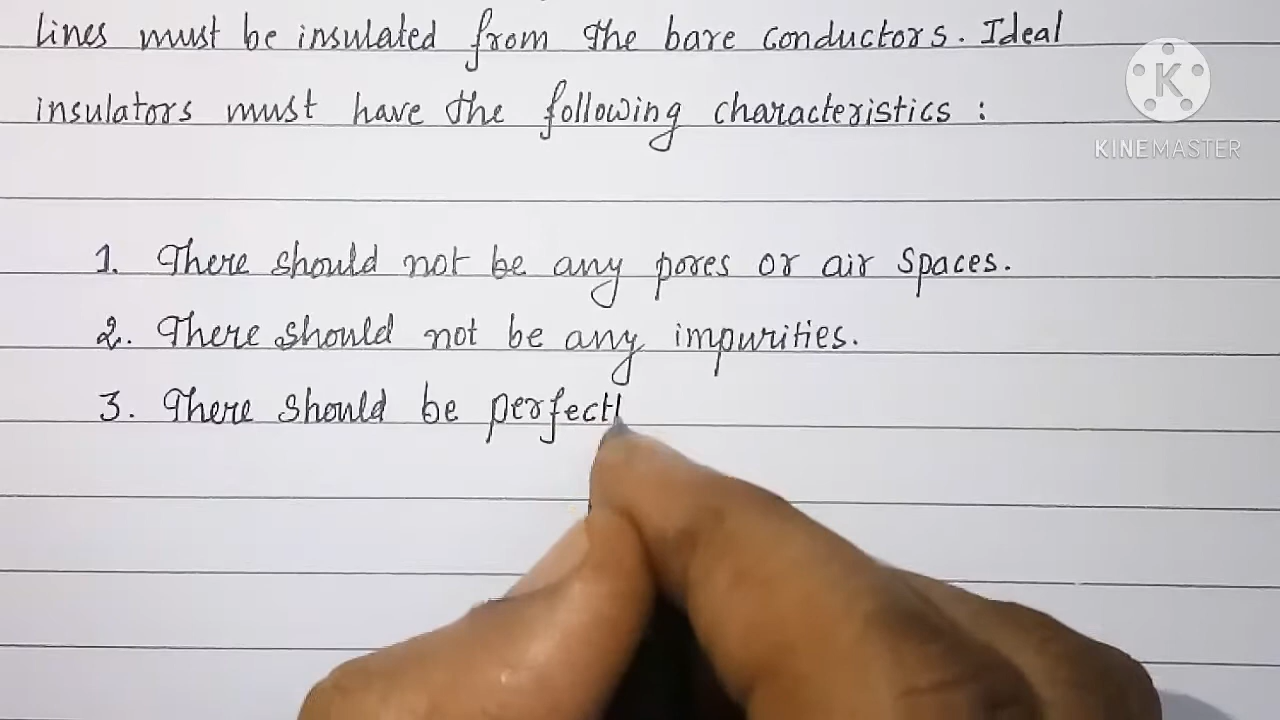 lines must be insulated from the bare conductors. Ideal
insulators must have the following characteristics :
K
KINEMASTER
1. There should not be any pores or air spaces.
2. There should not be any impurities.
3. There should be perfectl